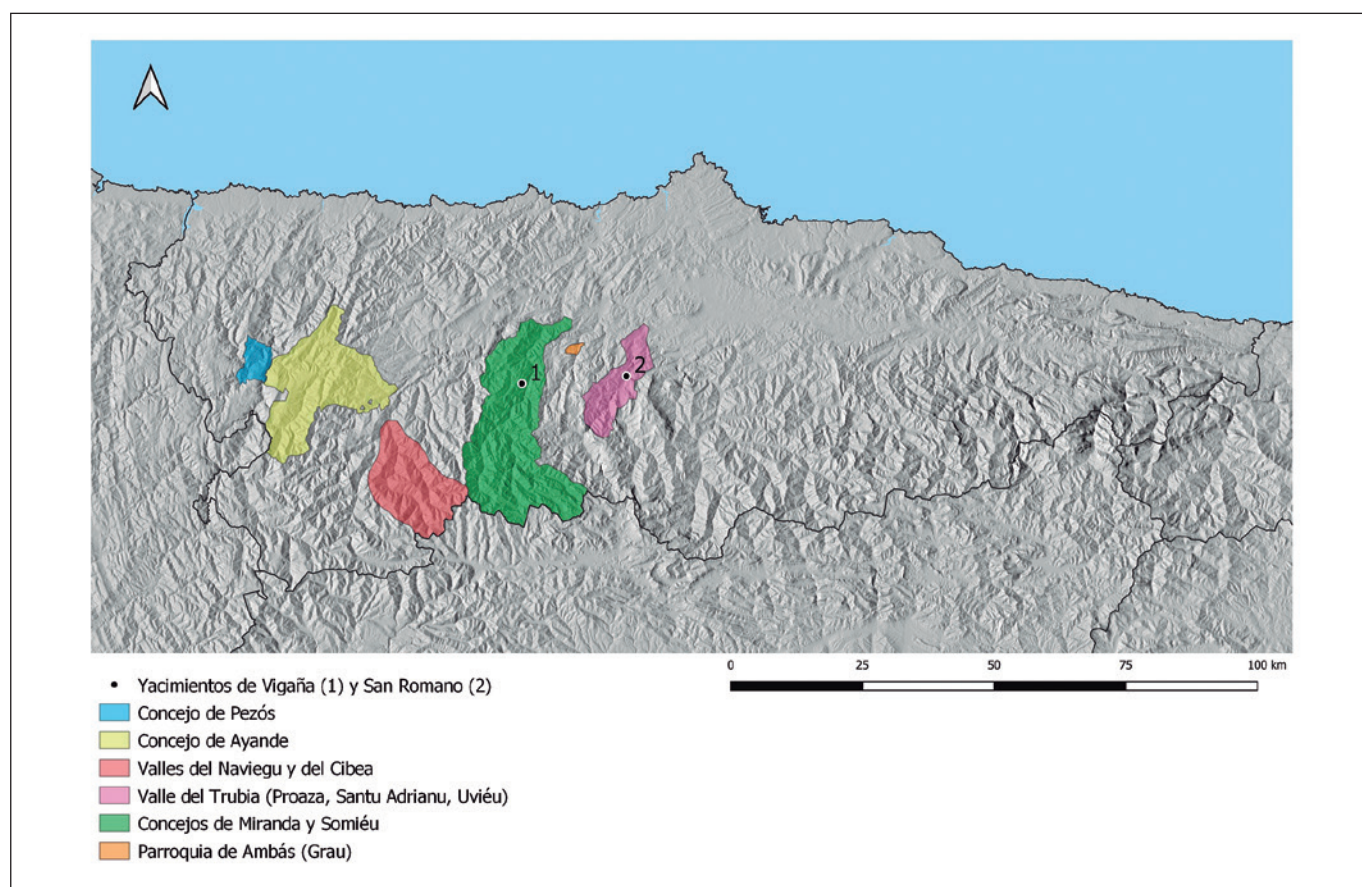 1
2
0 25 50 75 100 km
Yacimientos de Vigaña (1) y San Romano (2)
Concejo de Pezós
Concejo de Ayande
Valles del Naviegu y del Cibea
Valle del Trubia (Proaza, Santu Adrianu, Uviéu)
Concejos de Miranda y Somiéu
Parroquia de Ambás (Grau)